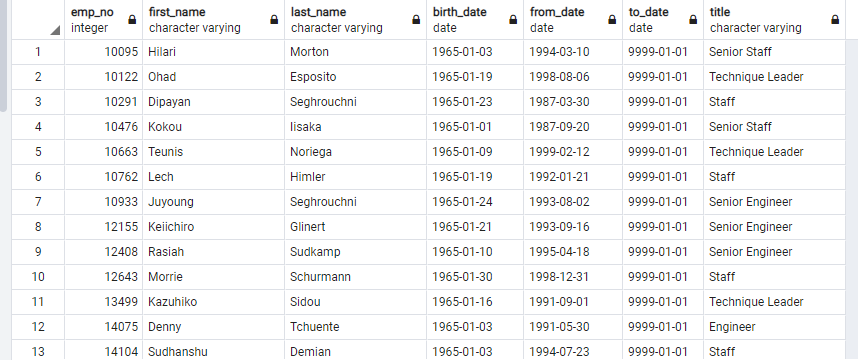 emp_no first_name last_name birth_date from_date to_date title
integer character varying character varying date date date character varying
1 10095 Hilari Morton 1965-01-03 1994-03-10 9999-01-01 Senior Staff
2 10122 Ohad Esposito 1965-01-19 1998-08-06 9999-01-01 Technique Leader
3 10291 Dipayan Seghrouchni 1965-01-23 1987-03-30 9999-01-01 Staff
4 10476 Kokou Iisaka 1965-01-01 1987-09-20 9999-01-01 Senior Staff
5 10663 Teunis Noriega 1965-01-09 1999-02-12 9999-01-01 Technique Leader
6 10762 Lech Himler 1965-01-19 1992-01-21 9999-01-01 Staff
7 10933 Juyoung Seghrouchni 1965-01-24 1993-08-02 9999-01-01 Senior Engineer
8 12155 Keiichiro Glinert 1965-01-21 1993-09-16 9999-01-01 Senior Engineer
9 12408 Rasiah Sudkamp 1965-01-10 1995-04-18 9999-01-01 Senior Engineer
10 12643 Morrie Schurmann 1965-01-30 1998-12-31 9999-01-01 Staff
11 13499 Kazuhiko Sidou 1965-01-16 1991-09-01 9999-01-01 Technique Leader
12 14075 Denny Tchuente 1965-01-03 1991-05-30 9999-01-01 Engineer
13 14104 Sudhanshu Demian 1965-01-03 1994-07-23 9999-01-01 Staff